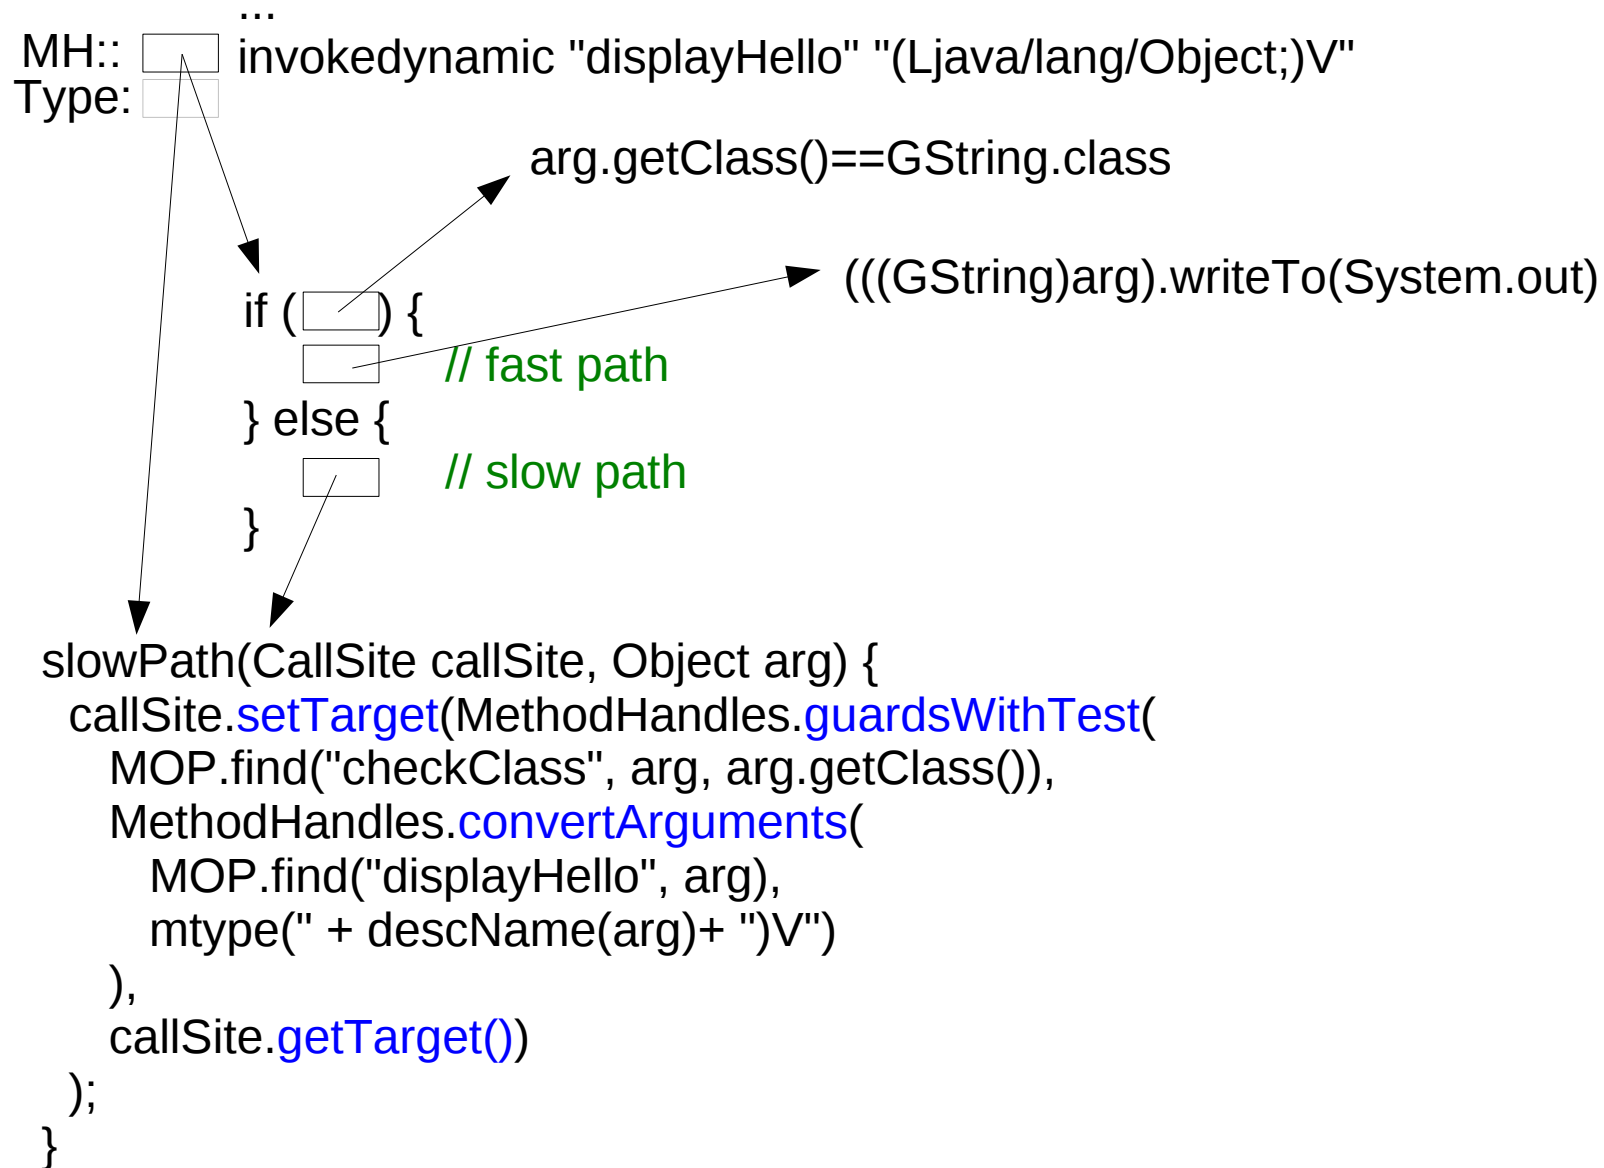 ...
MH:: invokedynamic "displayHello" "(Ljava/lang/Object;)V"
Type:
arg.getClass()==GString.class
(((GString)arg).writeTo(System.out)
if ( ) {
// fast path
} else {
// slow path
}
slowPath(CallSite callSite, Object arg) {
callSite.setTarget(MethodHandles.guardsWithTest(
MOP.find("checkClass", arg, arg.getClass()),
MethodHandles.convertArguments(
MOP.find("displayHello", arg),
mtype(" + descName(arg)+ ")V")
),
callSite.getTarget())
);
}